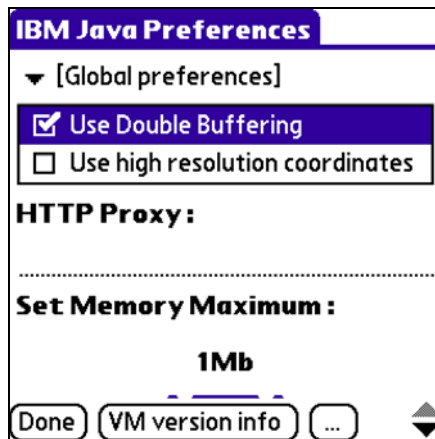 IBM Java Preferences
[Global preferences]
Use Double Buffering
Use high resolution coordinates
HTTP Proxy:
Set Memory Maximum:
1Mb
Done VM version info ...